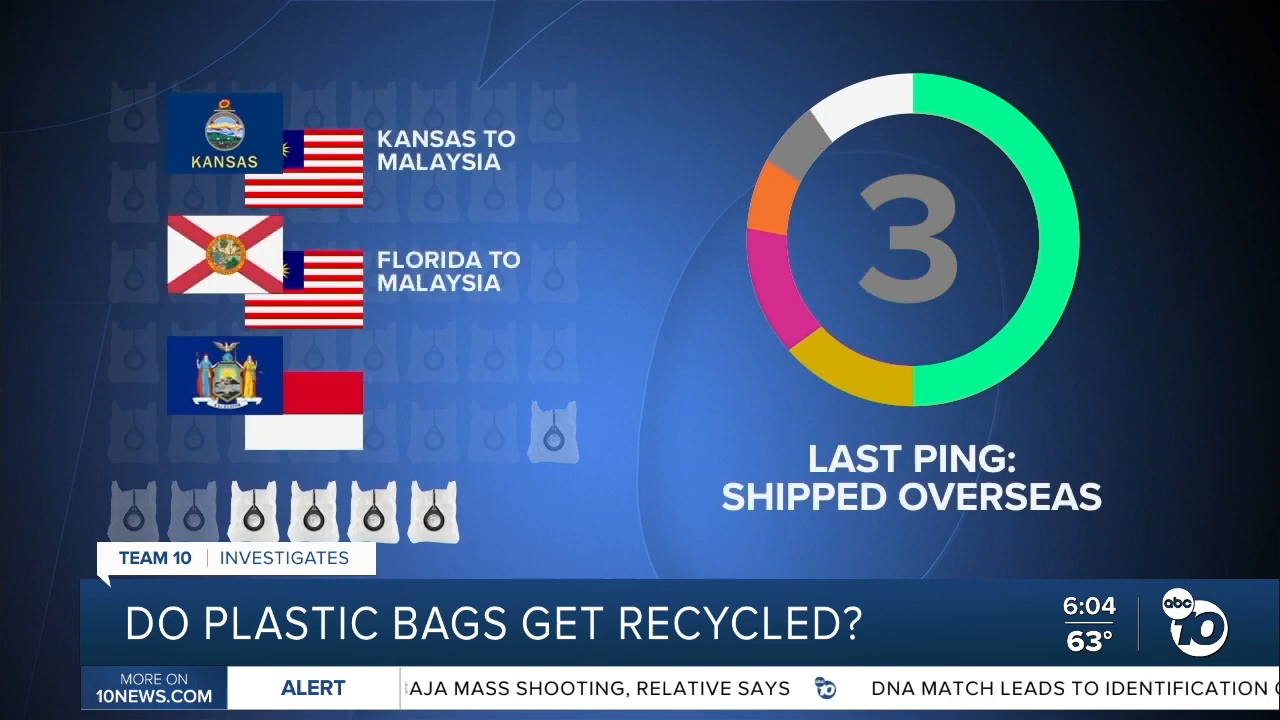 KANSAS
KANSAS TO
MALAYSIA
FLORIDA TO
MALAYSIA
3
LAST PING:
SHIPPED OVERSEAS
TEAM 10 | INVESTIGATES
DO PLASTIC BAGS GET RECYCLED?
6:04
63°
abc
10
MORE ON
10NEWS.COM
ALERT
AJA MASS SHOOTING, RELATIVE SAYS abc 10 DNA MATCH LEADS TO IDENTIFICATION